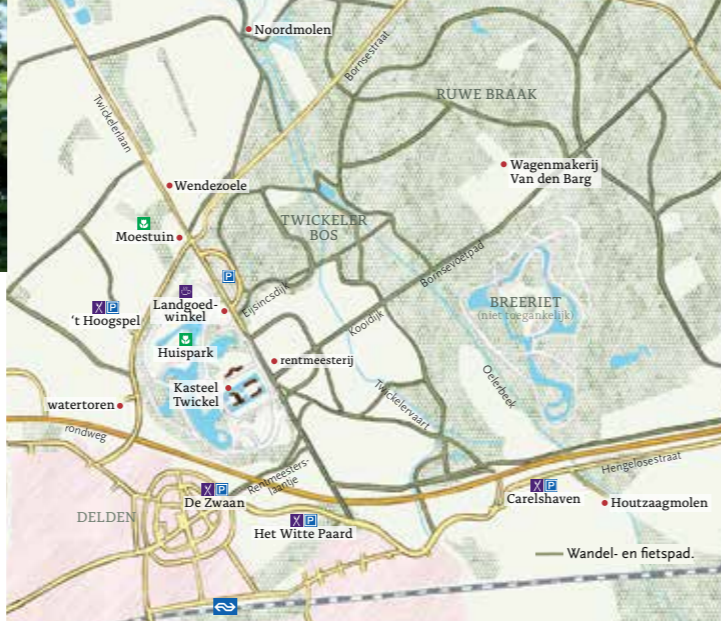 Noordmolen
Bornsestraat
Twickelerlaan
RUWE BRAAK
Wagenmakerij
Van den Barg
Wendezoele
TWICKELER
BOS
Moestuin
P
Bornsevoetpad
Eijsincsdijk
BREERIET
(niet toegankelijk)
Landgoed-
winkel
P
't Hoogspel
Kooidijk
Huispark
rentmeesterij
Kasteel
Twickel
Oelerbeek
Twickelervaart
watertoren
rondweg
Hengelosestraat
Rentmeesters-
laantje
P
De Zwaan
P
Carelshaven
Houtzaagmolen
DELDEN
P
Het Witte Paard
Wandel- en fietspad.